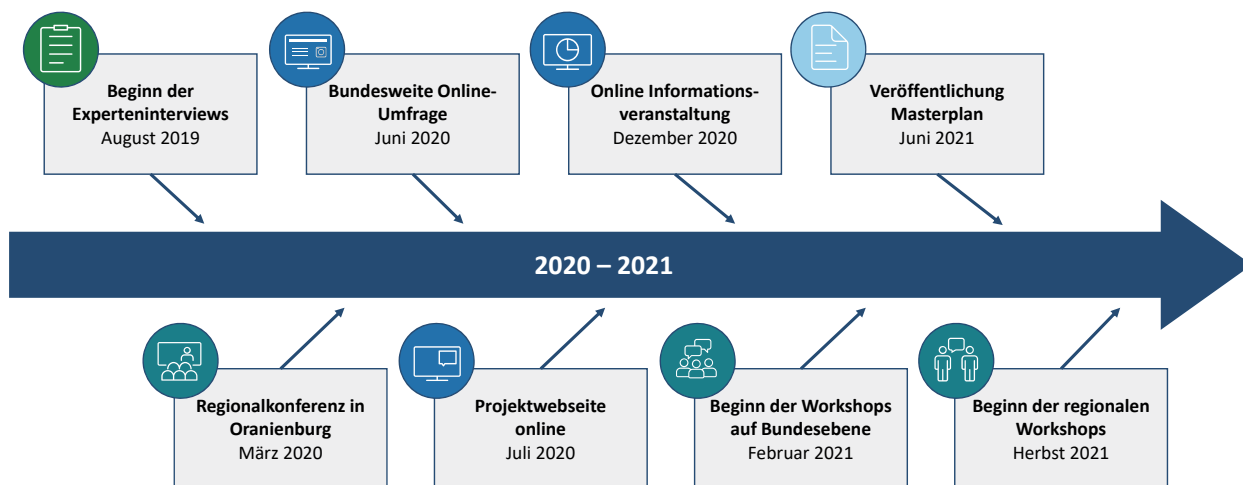 Beginn der
Experteninterviews
August 2019
Bundesweite Online-
Umfrage
Juni 2020
Online Informations-
veranstaltung
Dezember 2020
Veröffentlichung
Masterplan
Juni 2021
2020 – 2021
Regionalkonferenz in
Oranienburg
März 2020
Projektwebseite
online
Juli 2020
Beginn der Workshops
auf Bundesebene
Februar 2021
Beginn der regionalen
Workshops
Herbst 2021